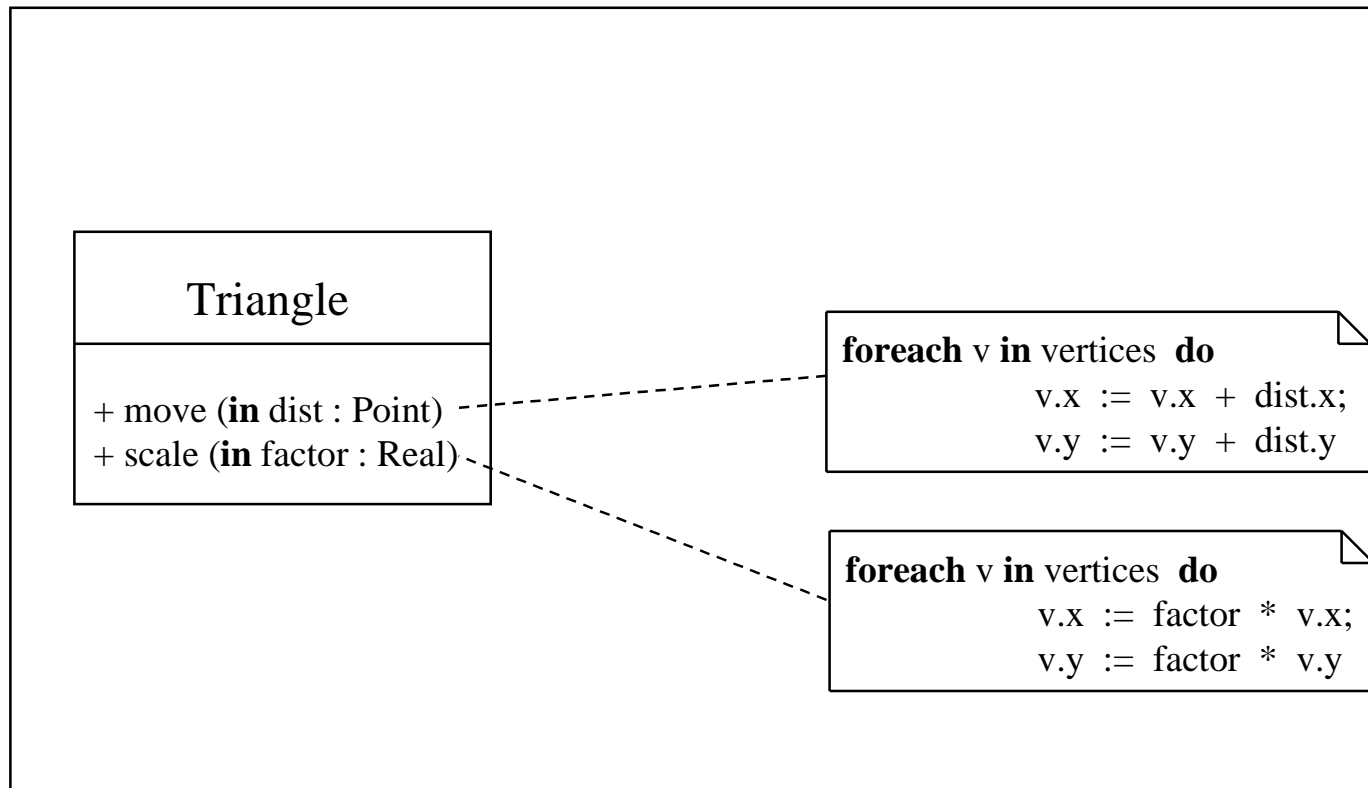 Triangle
+ move (in dist : Point)
+ scale (in factor : Real)
foreach v in vertices do
v.x := v.x + dist.x;
v.y := v.y + dist.y
foreach v in vertices do
v.x := factor * v.x;
v.y := factor * v.y